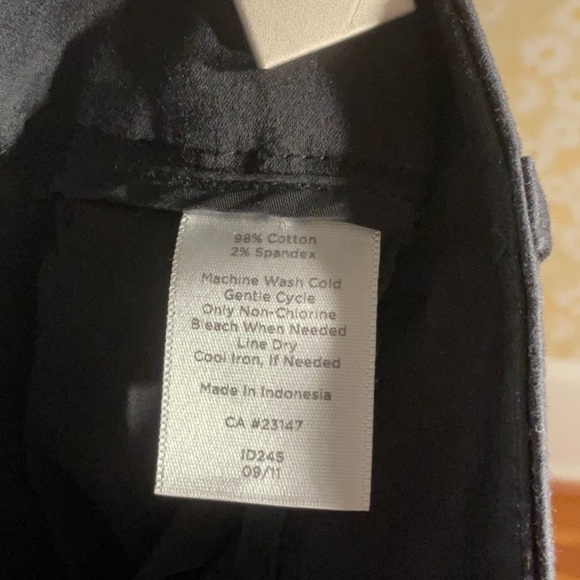 98% Cotton
2% Spandex
Machine Wash Cold
Gentle Cycle
Only Non-Chlorine
Bleach When Needed
Line Dry
Cool Iron, If Needed
Made In Indonesia
CA #23147
ID245
09/11